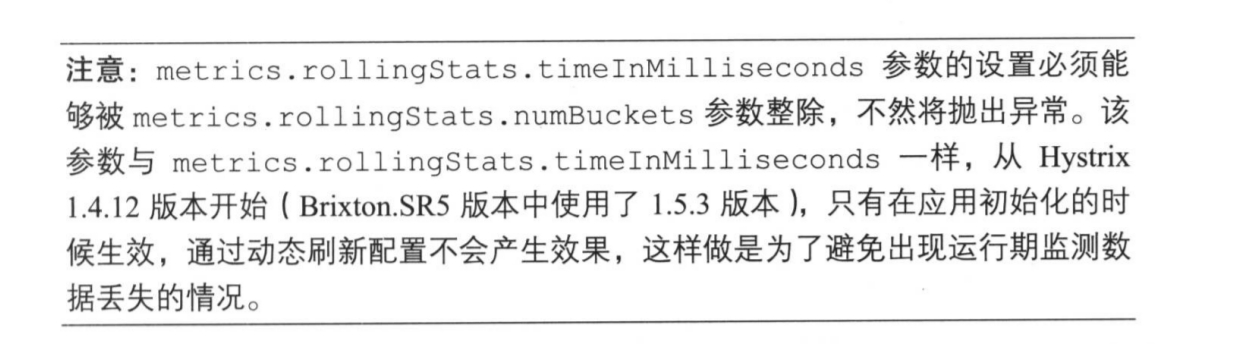 注意：metrics.rollingStats.timeInMilliseconds 参数的设置必须能
够被 metrics.rollingStats.numBuckets 参数整除，不然将抛出异常。该
参数与 metrics.rollingStats.timeInMilliseconds 一样，从 Hystrix
1.4.12 版本开始（Brixton.SR5 版本中使用了 1.5.3 版本），只有在应用初始化的时
候生效，通过动态刷新配置不会产生效果，这样做是为了避免出现运行期监测数
据丢失的情况。